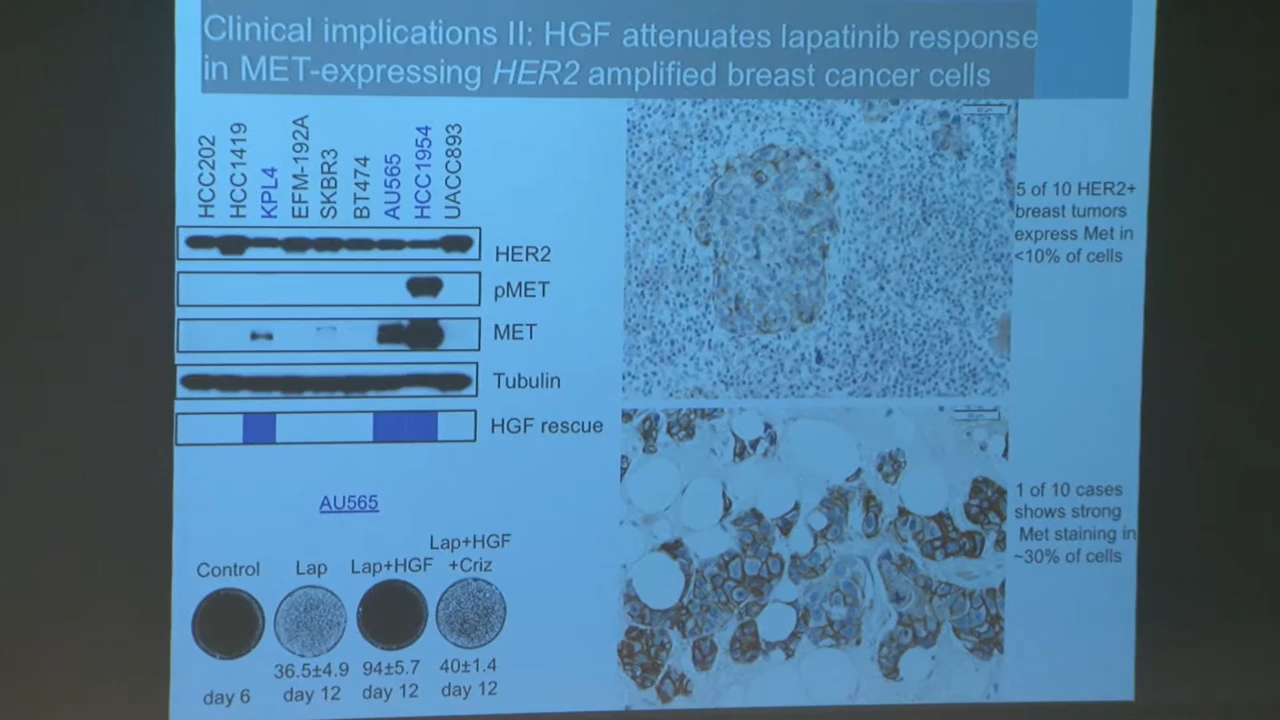 Clinical implications II: HGF attenuates lapatinib response
in MET-expressing HER2 amplified breast cancer cells
HCC202
HCC1419
KPL4
EFM-192A
SKBR3
BT474
AU565
HCC1954
UACC893
HER2
pMET
MET
Tubulin
HGF rescue
5 of 10 HER2+
breast tumors
express Met in
<10% of cells
1 of 10 cases
shows strong
Met staining in
~30% of cells
AU565
Control
Lap
Lap+HGF
Lap+HGF
+Criz
36.5±4.9
94±5.7
40±1.4
day 6
day 12
day 12
day 12